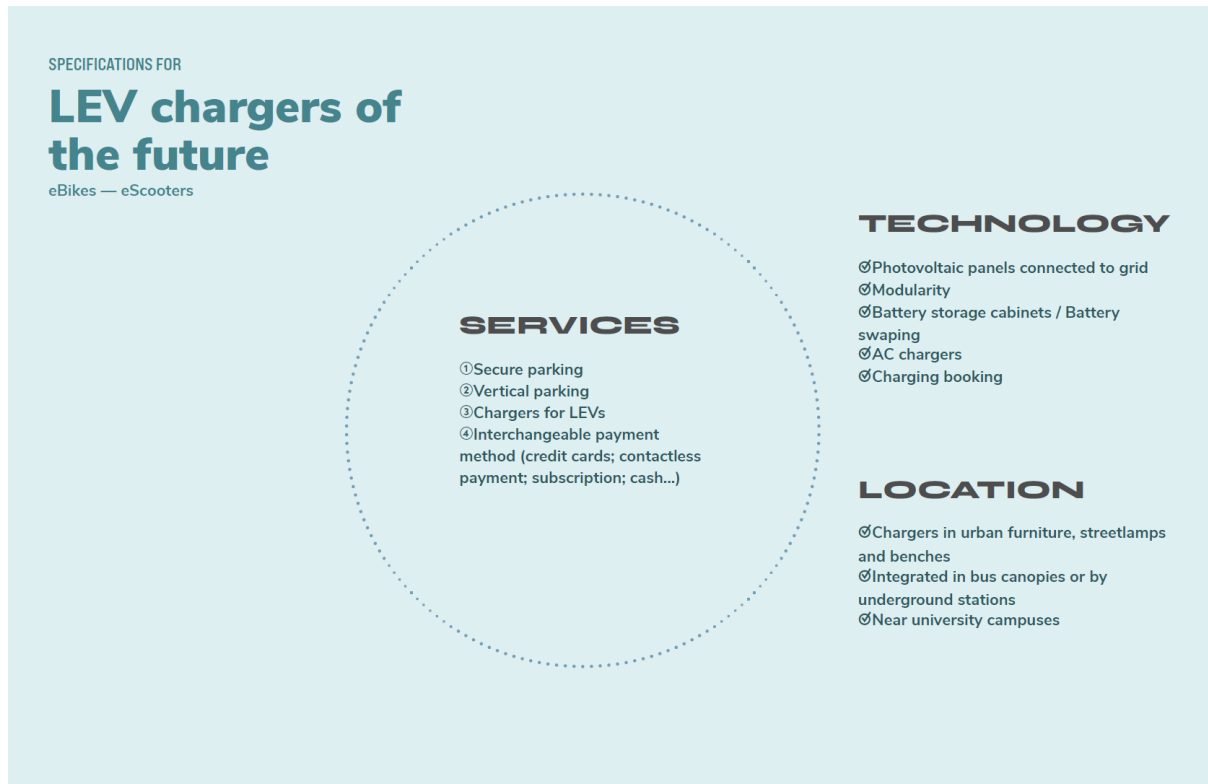 SPECIFICATIONS FOR
LEV chargers of
the future
eBikes — eScooters
SERVICES
①Secure parking
②Vertical parking
③Chargers for LEVs
④Interchangeable payment
method (credit cards; contactless
payment; subscription; cash...)
TECHNOLOGY
☑Photovoltaic panels connected to grid
☑Modularity
☑Battery storage cabinets / Battery
swaping
☑AC chargers
☑Charging booking
LOCATION
☑Chargers in urban furniture, streetlamps
and benches
☑Integrated in bus canopies or by
underground stations
☑Near university campuses